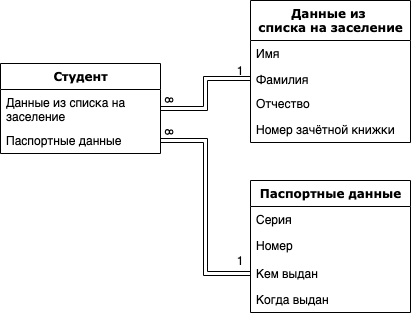 Студент
Данные из списка на
заселение
Паспортные данные
∞
∞
1
1
Данные из
списка на заселение
Имя
Фамилия
Отчество
Номер зачётной книжки
Паспортные данные
Серия
Номер
Кем выдан
Когда выдан